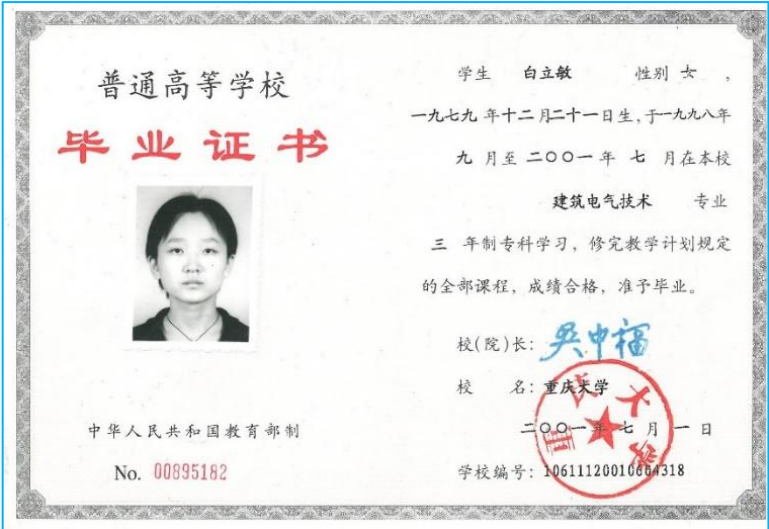 普通高等学校
毕业证书
中华人民共和国教育部制
No. 00895182
学生 白立敏 性别 女 ，
一九七九 年十二月二十一日生，于一九九八年
九 月至 二〇〇一 年 七 月在本校
建筑电气技术 专业
三 年制专科学习，修完教学计划规定
的全部课程，成绩合格，准予毕业。
校(院)长：吴中福
校 名：重庆大学
二〇〇一年 七 月 一 日
学校编号：10611120010604318
重庆大学